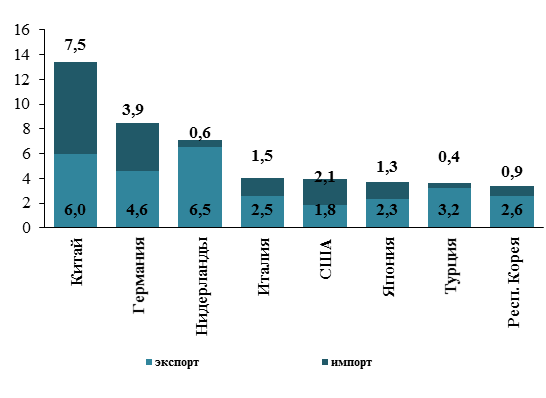 16
14
12
10
8
6
4
2
0
7,5
3,9
0,6
1,5
2,1
1,3
0,4
0,9
6,0
4,6
6,5
2,5
1,8
2,3
3,2
2,6
Китай
Германия
Нидерланды
Италия
США
Япония
Турция
Респ. Корея
экспорт
импорт